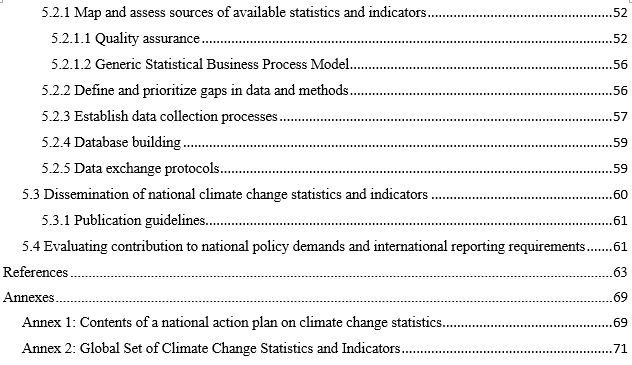 5.2.1 Map and assess sources of available statistics and indicators....................................................52
5.2.1.1 Quality assurance....................................................52
5.2.1.2 Generic Statistical Business Process Model....................................................56
5.2.2 Define and prioritize gaps in data and methods....................................................56
5.2.3 Establish data collection processes....................................................57
5.2.4 Database building....................................................59
5.2.5 Data exchange protocols....................................................59
5.3 Dissemination of national climate change statistics and indicators ....................................................60
5.3.1 Publication guidelines....................................................61
5.4 Evaluating contribution to national policy demands and international reporting requirements.......61
References....................................................63
Annexes....................................................69
Annex 1: Contents of a national action plan on climate change statistics....................................................69
Annex 2: Global Set of Climate Change Statistics and Indicators....................................................71